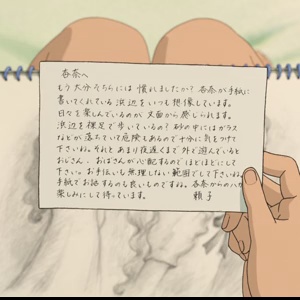 杏奈へ
もう大分そちらには慣れましたか？杏奈が手紙に
書いてくれている浜辺をいつも想像しています。
日々を楽しんでいるのが文面から感じられます。
浜辺を裸足で歩いているの？砂の中にはガラス
などが落ちていて危険もあるので十分に気をつけて
下さいね。それとあまり夜遅くまで外で遊んでいると
おじさん・おばさんが心配するのでほどほどにして
下さい。お手伝いも無理しない範囲でして下さいね。
手紙でお話するのも良いものですね。杏奈からのハガ
楽しみにして待っています。 頼子